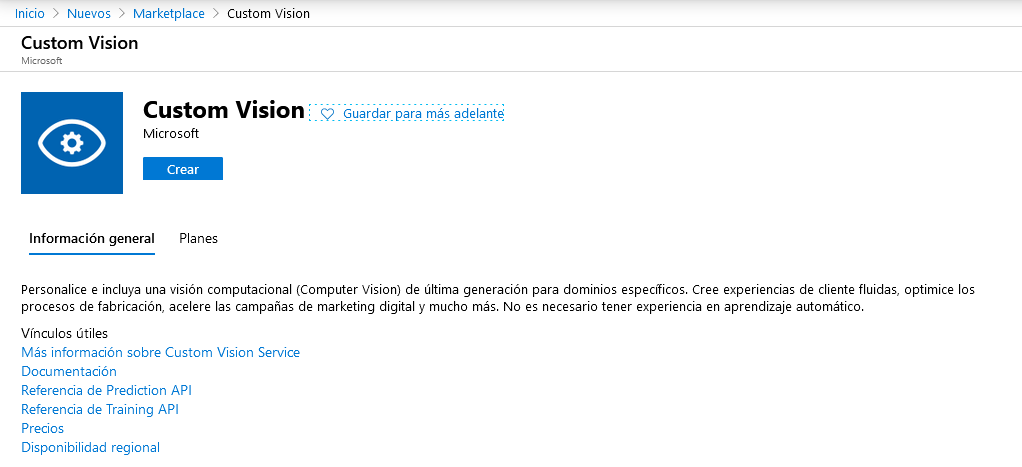 Inicio > Nuevos > Marketplace > Custom Vision
Custom Vision
Microsoft
Custom Vision Guardar para más adelante
Microsoft
Crear
Información general Planes
Personalice e incluya una visión computacional (Computer Vision) de última generación para dominios específicos. Cree experiencias de cliente fluidas, optimice los
procesos de fabricación, acelere las campañas de marketing digital y mucho más. No es necesario tener experiencia en aprendizaje automático.
Vínculos útiles
Más información sobre Custom Vision Service
Documentación
Referencia de Prediction API
Referencia de Training API
Precios
Disponibilidad regional